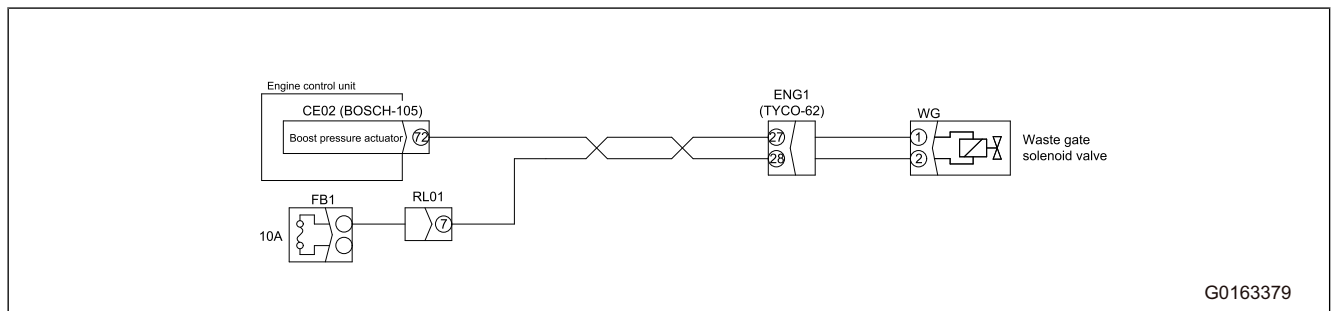 Engine control unit
CE02 (BOSCH-105)
Boost pressure actuator
72
ENG1
(TYCO-62)
27
28
WG
1
2
Waste gate
solenoid valve
FB1
10A
RL01
7
G0163379